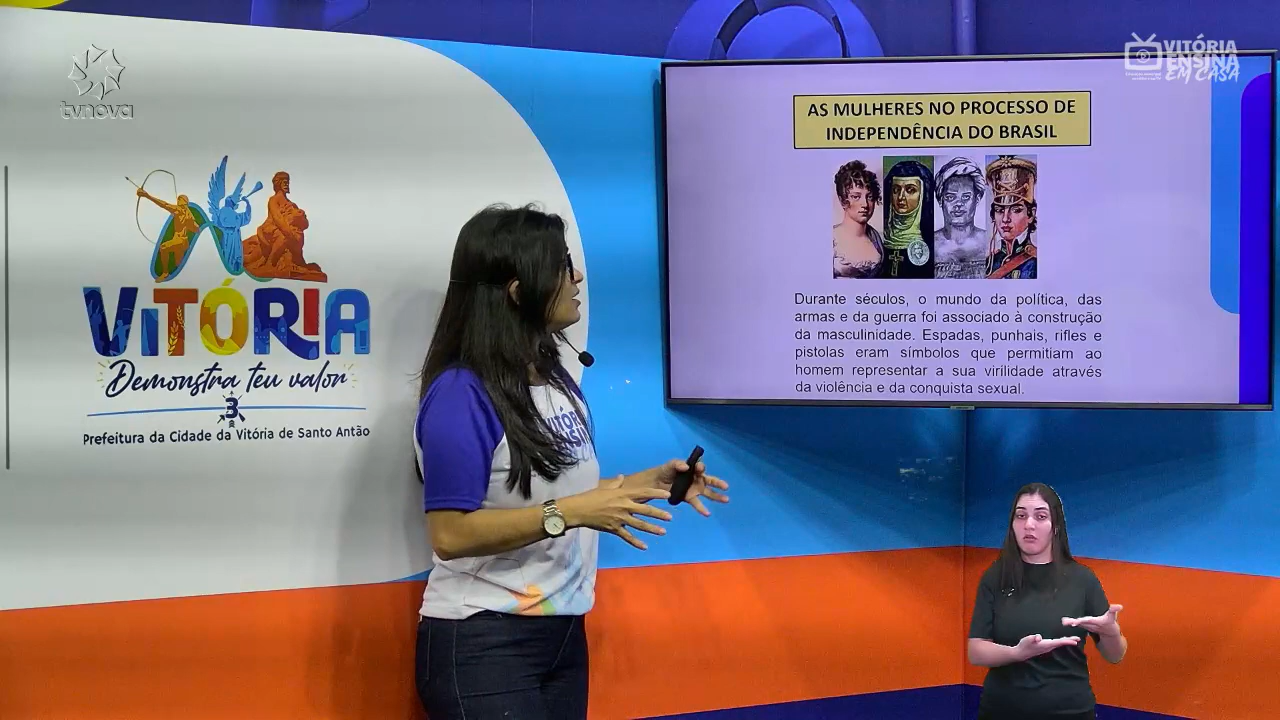 tvnova
VITÓRIA
Demonstra teu valor
3
Prefeitura da Cidade da Vitória de Santo Antão
VITÓRIA
ENSINA
EM CASA
AS MULHERES NO PROCESSO DE
INDEPENDÊNCIA DO BRASIL
Durante séculos, o mundo da política, das
armas e da guerra foi associado à construção
da masculinidade. Espadas, punhais, rifles e
pistolas eram símbolos que permitiam ao
homem representar a sua virilidade através
da violência e da conquista sexual.